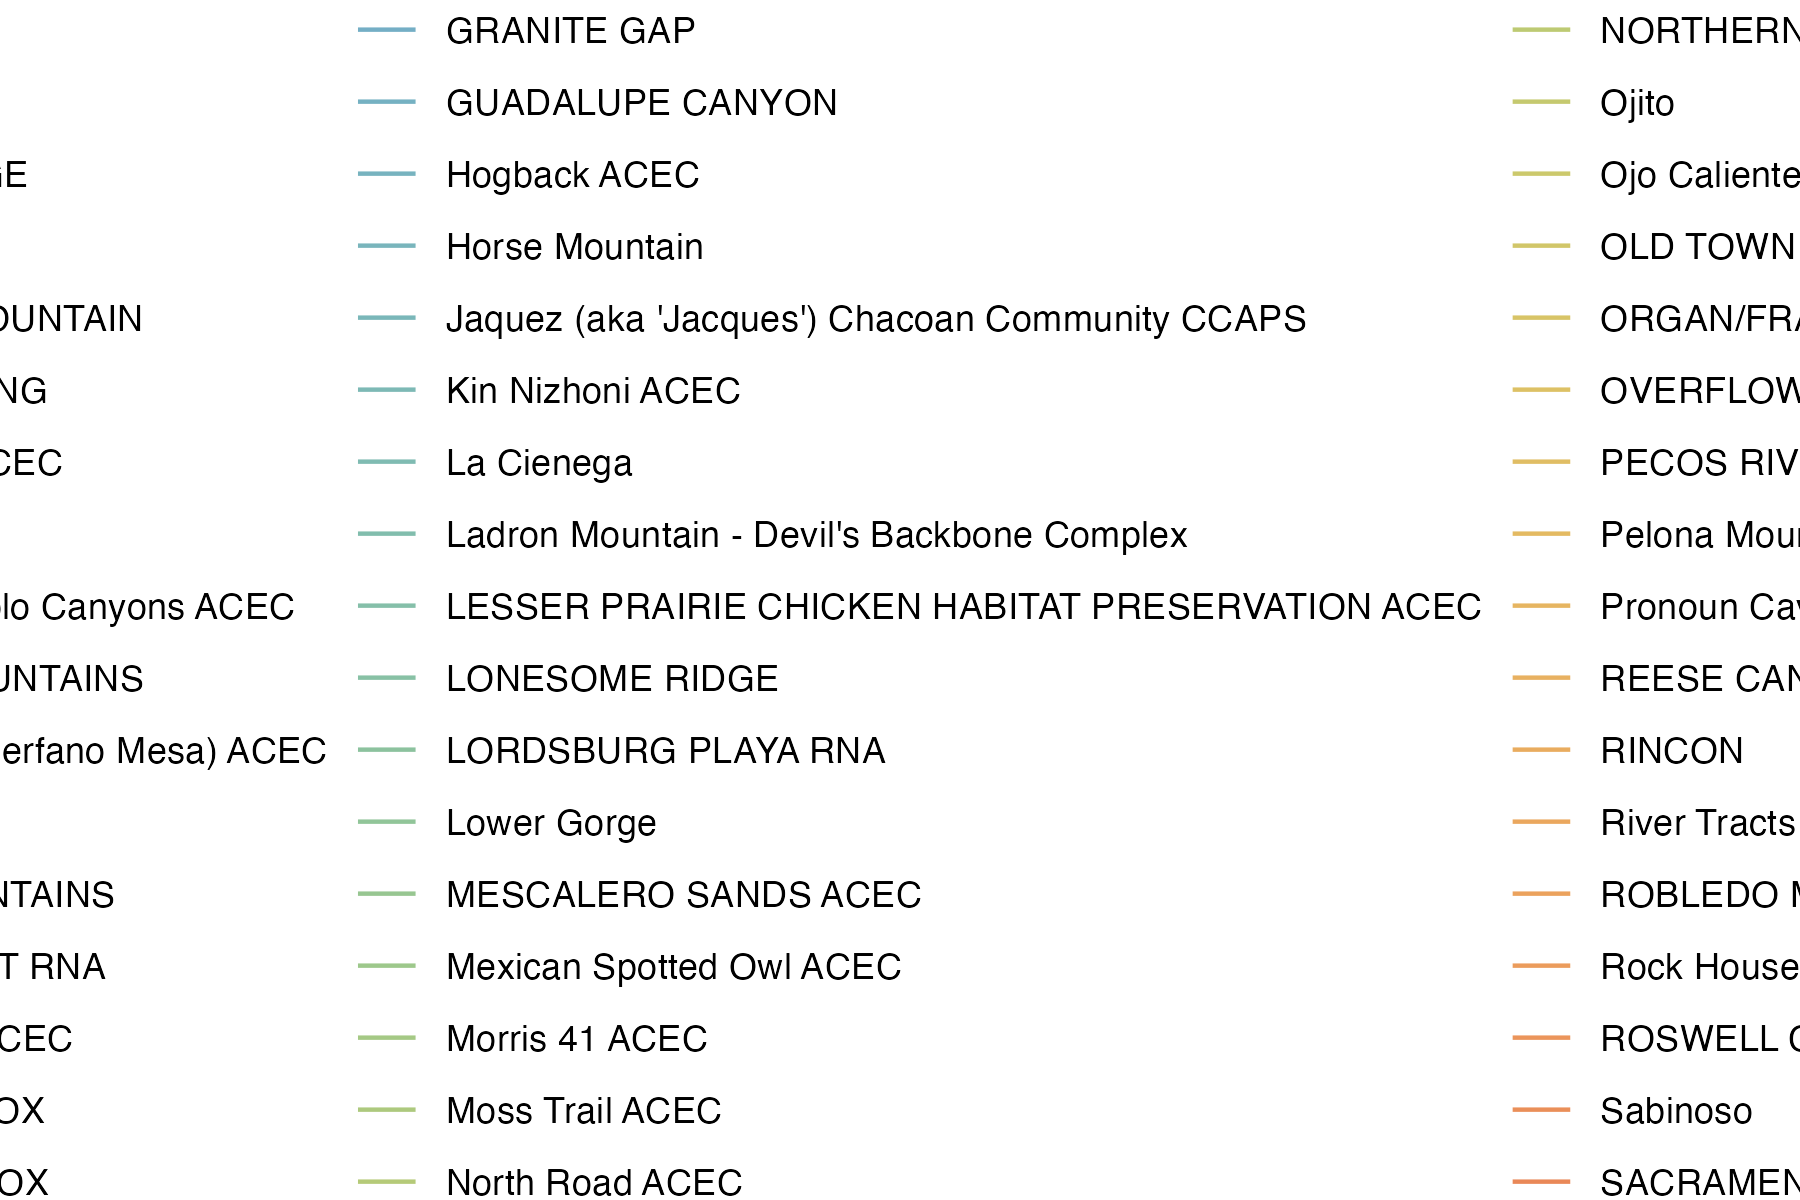 GE
OUNTAIN
NG
CEC
lo Canyons ACEC
UNTAINS
erfano Mesa) ACEC
NTAINS
T RNA
CEC
OX
OX
GRANITE GAP
GUADALUPE CANYON
Hogback ACEC
Horse Mountain
Jaquez (aka 'Jacques') Chacoan Community CCAPS
Kin Nizhoni ACEC
La Cienega
Ladron Mountain - Devil's Backbone Complex
LESSER PRAIRIE CHICKEN HABITAT PRESERVATION ACEC
LONESOME RIDGE
LORDSBURG PLAYA RNA
Lower Gorge
MESCALERO SANDS ACEC
Mexican Spotted Owl ACEC
Morris 41 ACEC
Moss Trail ACEC
North Road ACEC
NORTHERN
Ojito
Ojo Caliente
OLD TOWN
ORGAN/FRA
OVERFLOW
PECOS RIV
Pelona Mou
Pronoun Cav
REESE CAN
RINCON
River Tracts
ROBLEDO M
Rock House
ROSWELL C
Sabinoso
SACRAMEN